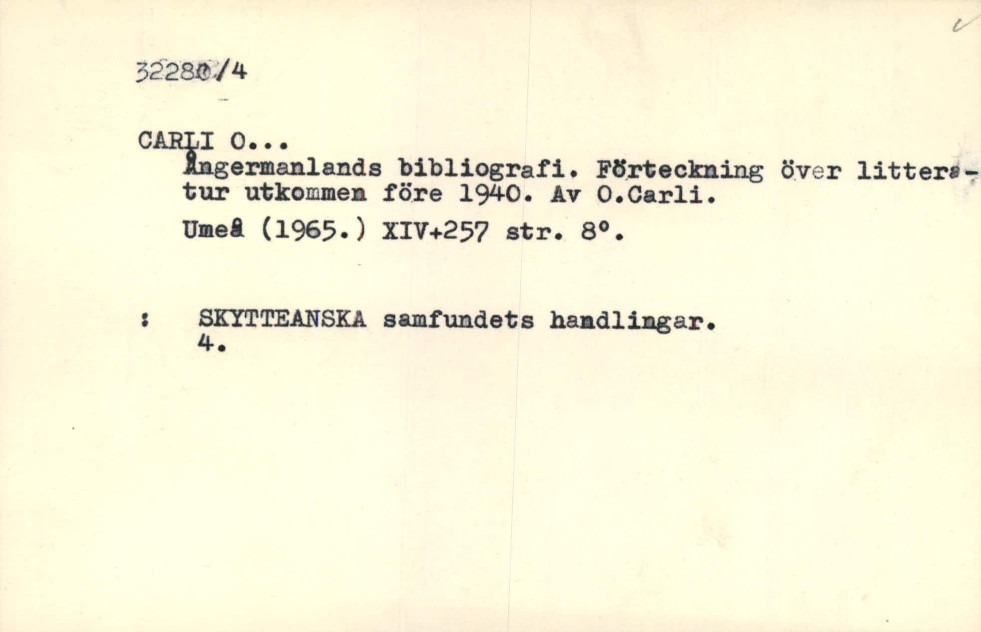 32280/4
CARLI O...
Ångermanlands bibliografi. Förteckning över littera-
tur utkommen före 1940. Av O.Carli.
Umeå (1965.) XIV+257 str. 8°.
: SKYTTEANSKA samfundets handlingar.
4.